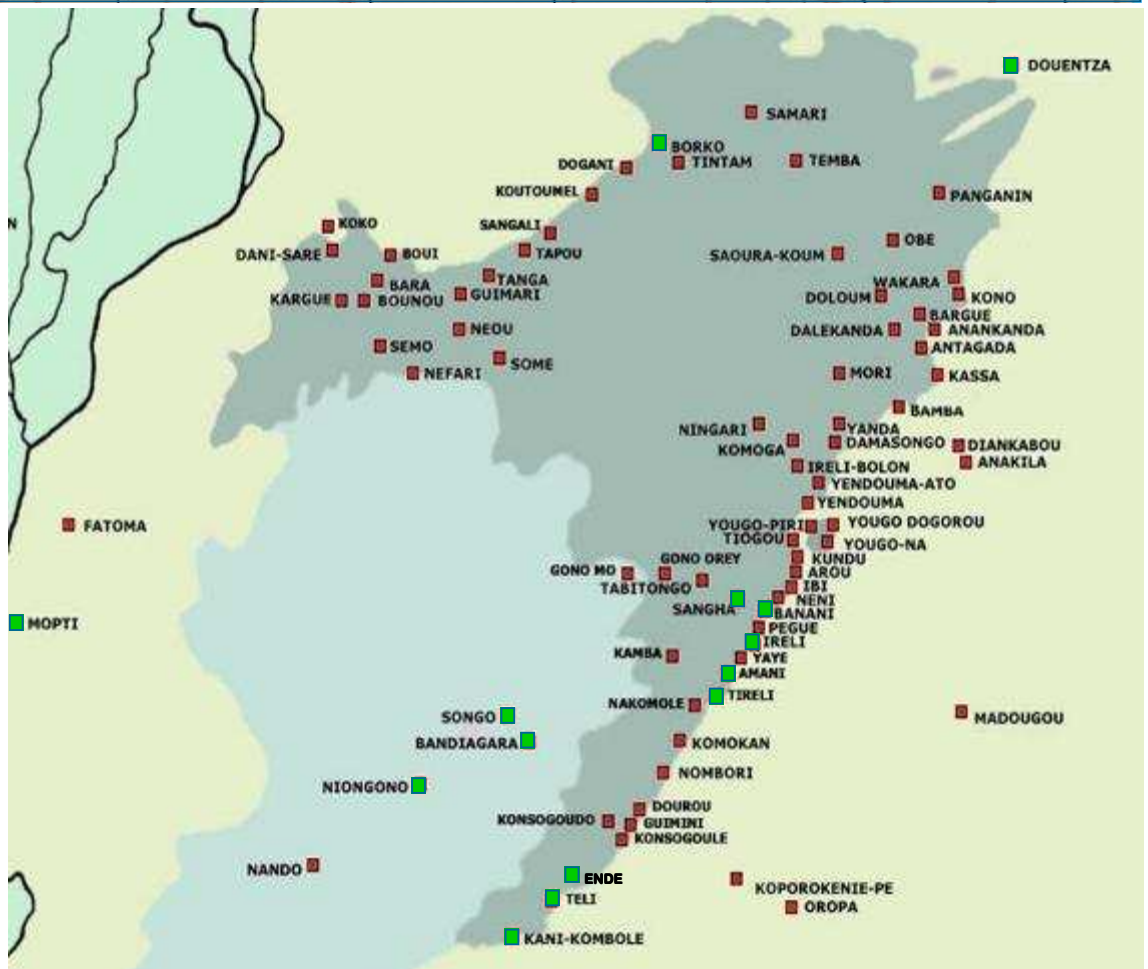 DOUENTZA
SAMARI
BORKO
DOGANI
TINTAM
TEMBA
KOUTOUMEL
PANGANIN
N
KOKO
SANGALI
DANI-SARE
BOUI
TAPOU
SAOURA-KOUM
OBE
BARA
TANGA
WAKARA
KARGUE
BOUNOU
GUIMARI
DOLOUM
KONO
BARGUE
NEOU
DALEKANDA
ANANKANDA
SEMO
SOME
ANTAGADA
NEFARI
MORI
KASSA
BAMBA
NINGARI
YANDA
KOMOGA
DAMASONGO
DIANKABOU
IRELI-BOLON
ANAKILA
YENDOUMA-ATO
YENDOUMA
FATOMA
YOUGO-PIRI
YOUGO DOGOROU
TIOGOU
YOUGO-NA
GONO OREY
KUNDU
GONO MO
AROU
TABITONGO
IBI
NENI
SANGHA
BANANI
MOPTI
PEGUE
IRELI
KAMBA
YAYE
AMANI
NAKOMOLE
TIRELI
SONGO
MADOUGOU
BANDIAGARA
KOMOKAN
NOMBORI
NIONGONO
DOUROU
KONSOGOUDO
GUIMINI
KONSOGOULE
NANDO
ENDE
KOPOROKENIE-PE
TELI
OROPA
KANI-KOMBOLE